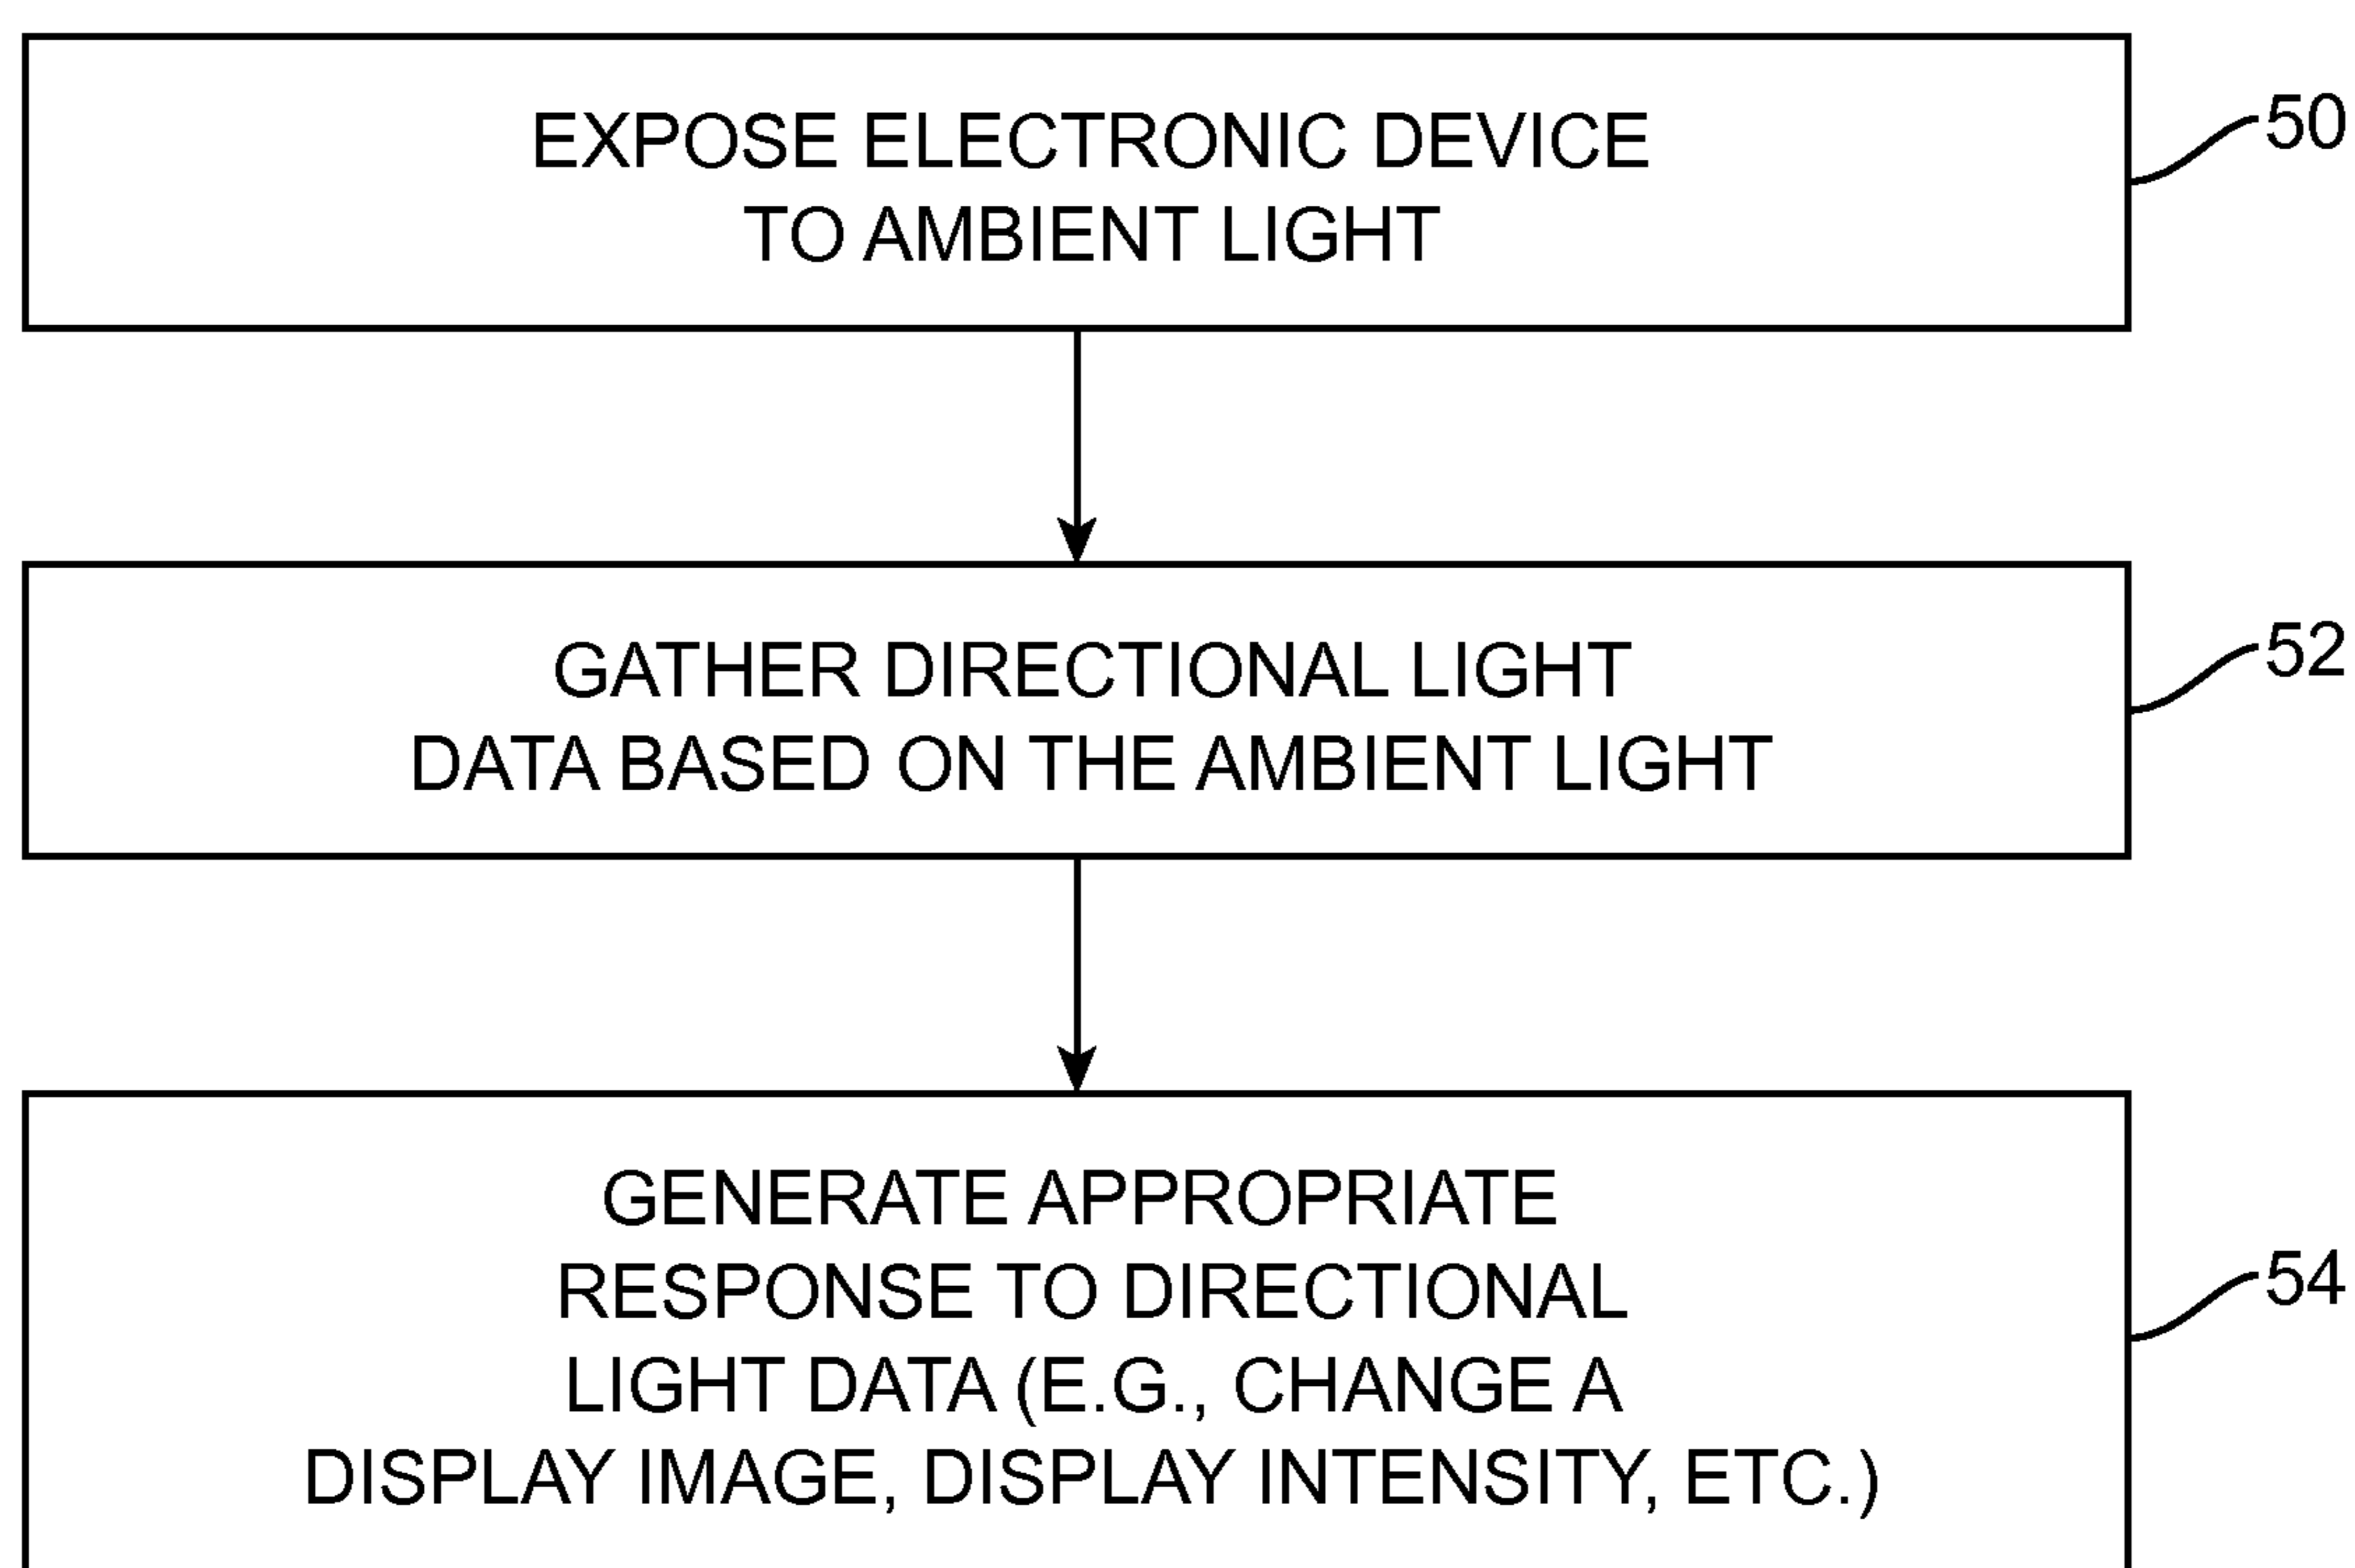 EXPOSE ELECTRONIC DEVICE
TO AMBIENT LIGHT
50
GATHER DIRECTIONAL LIGHT
DATA BASED ON THE AMBIENT LIGHT
52
GENERATE APPROPRIATE
RESPONSE TO DIRECTIONAL
LIGHT DATA (E.G., CHANGE A
DISPLAY IMAGE, DISPLAY INTENSITY, ETC.)
54